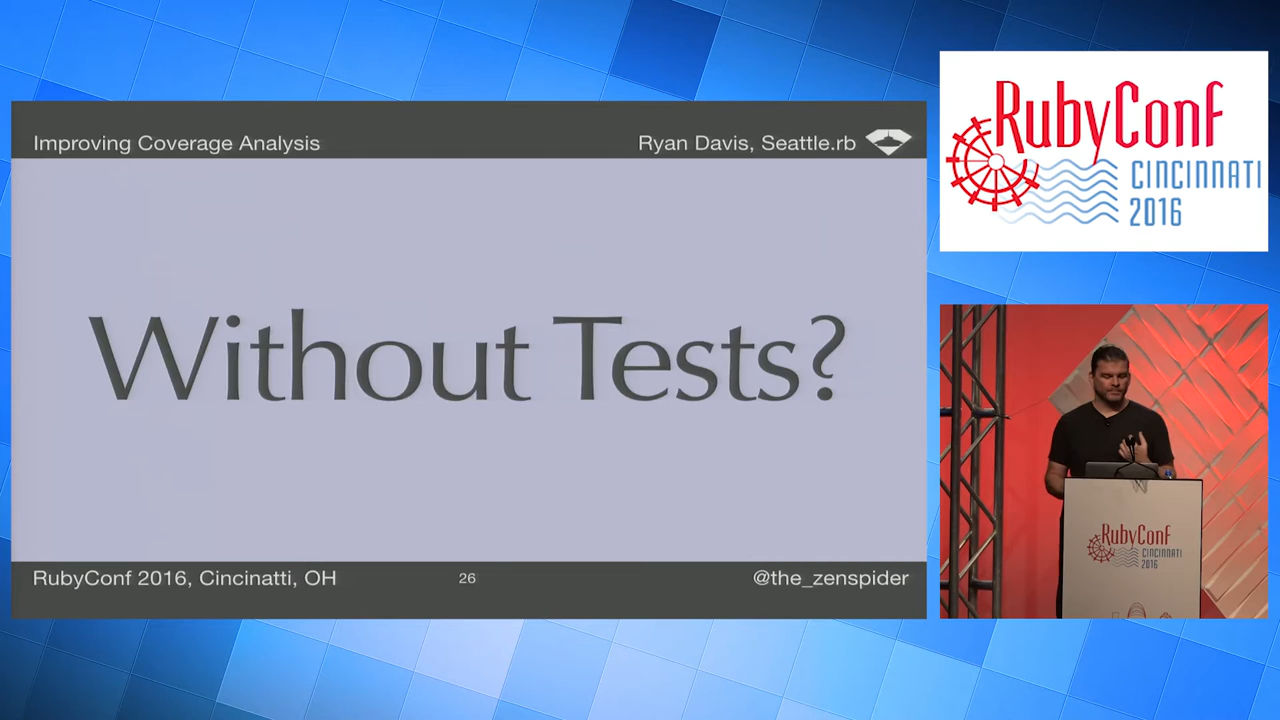 Improving Coverage Analysis
Ryan Davis, Seattle.rb
Without Tests?
RubyConf 2016, Cincinatti, OH
26
@the_zenspider
RubyConf
CINCINNATI
2016
RubyConf
CINCINNATI
2016